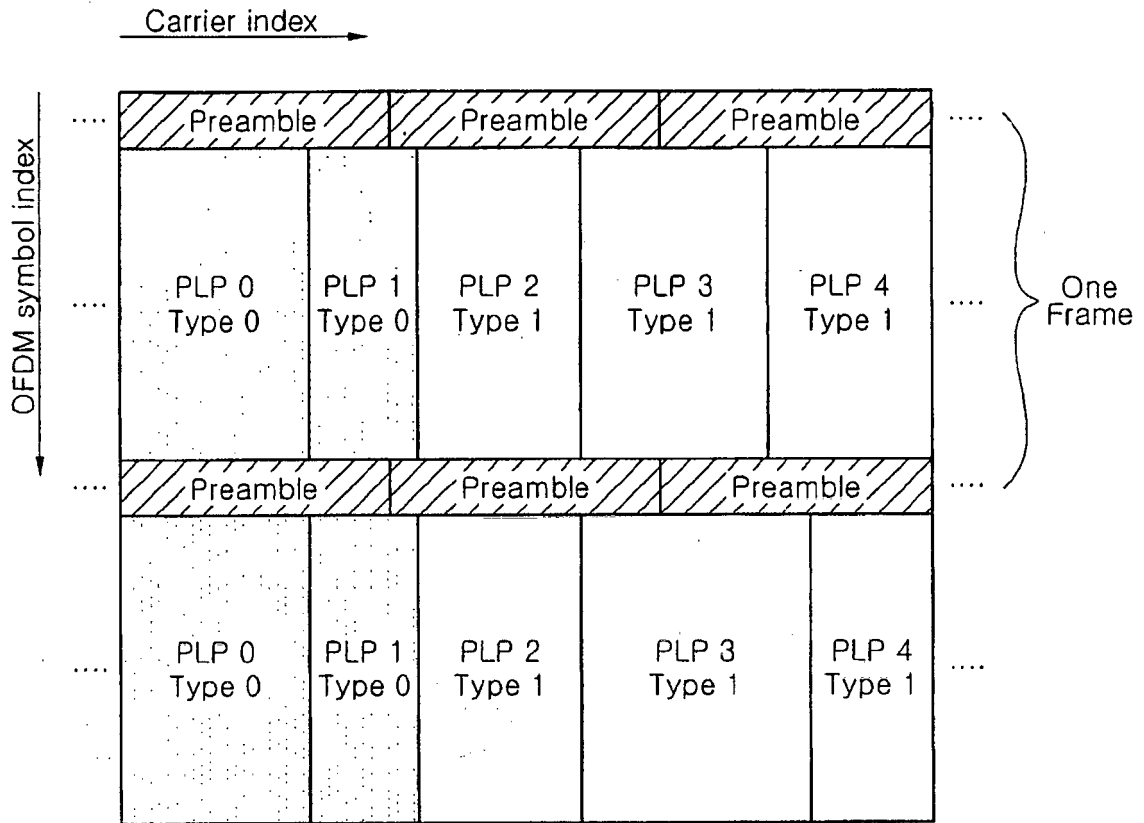 Carrier index
OFDM symbol index
.... Preamble Preamble Preamble ....
.... PLP 0 PLP 1 PLP 2 PLP 3 PLP 4 ....
Type 0 Type 0 Type 1 Type 1 Type 1
One
Frame
.... Preamble Preamble Preamble ....
.... PLP 0 PLP 1 PLP 2 PLP 3 PLP 4 ....
Type 0 Type 0 Type 1 Type 1 Type 1